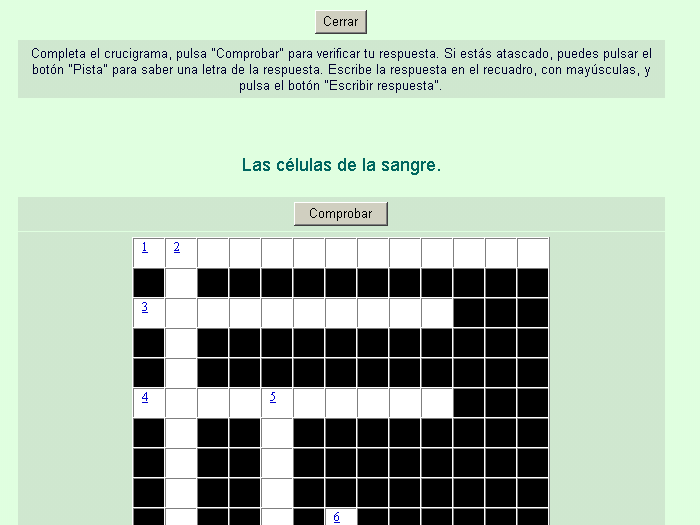 Cerrar
Completa el crucigrama, pulsa "Comprobar" para verificar tu respuesta. Si estás atascado, puedes pulsar el
botón "Pista" para saber una letra de la respuesta. Escribe la respuesta en el recuadro, con mayúsculas, y
pulsa el botón "Escribir respuesta".
Las células de la sangre.
Comprobar
1 2
3
4 5
6